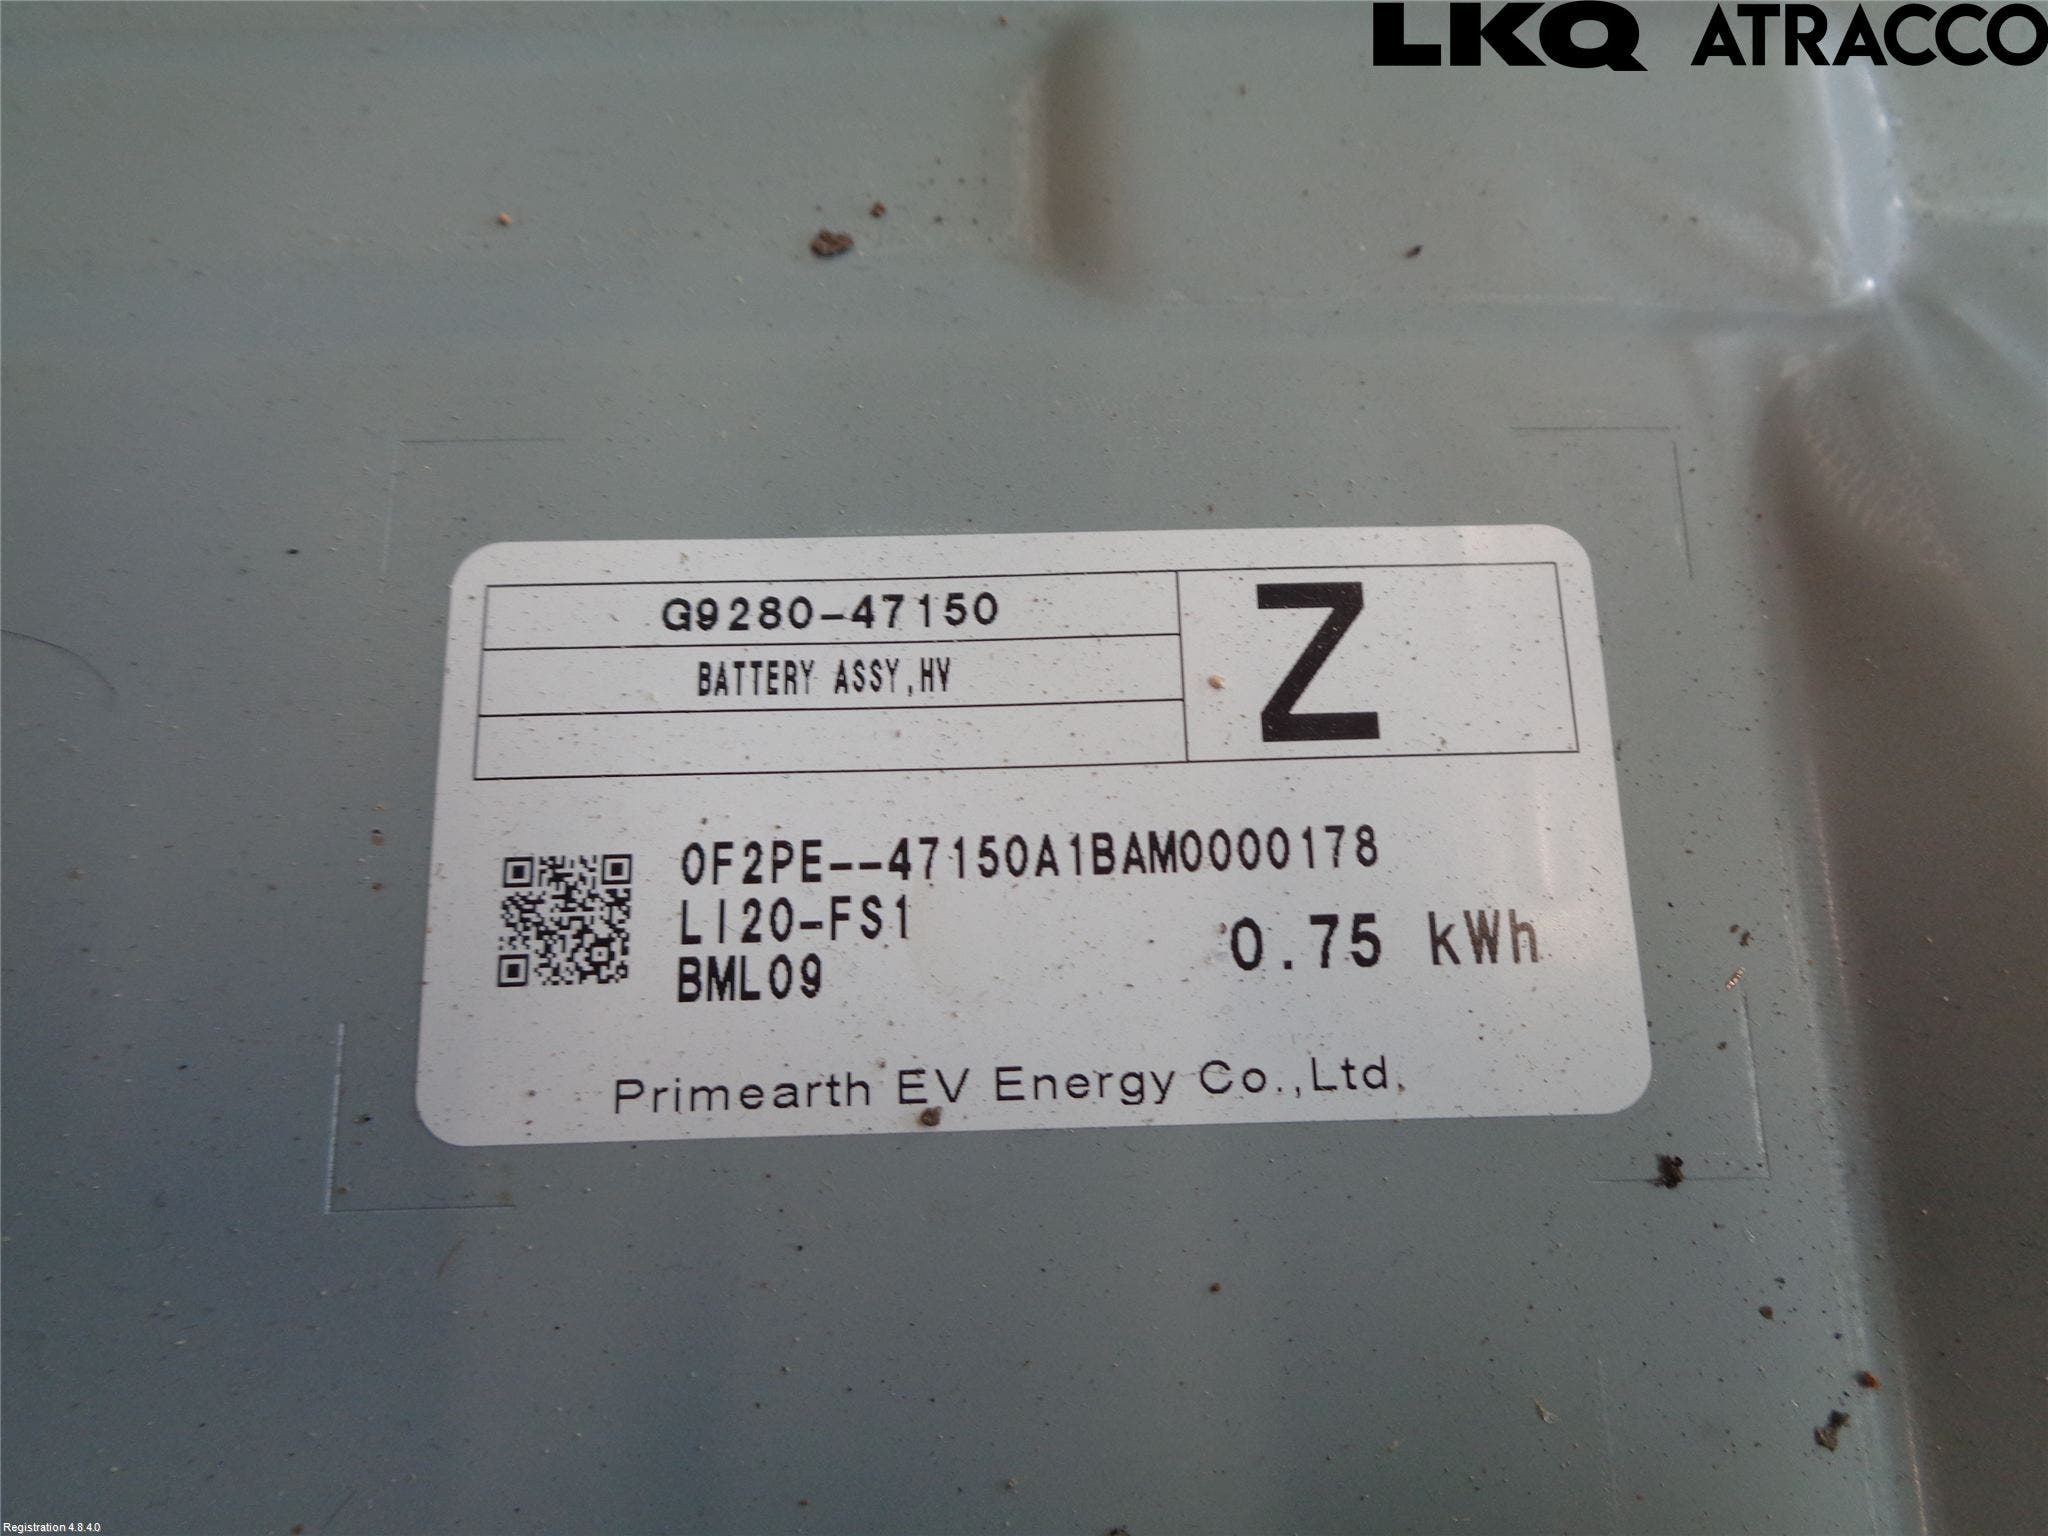 LKQ ATRACCO
G9280-47150
Z
BATTERY ASSY,HV
0F2PE--47150A1BAM0000178
LI20-FS1
0.75 kWh
BML09
Primearth EV Energy Co.,Ltd.
Registration 4.8.4.0